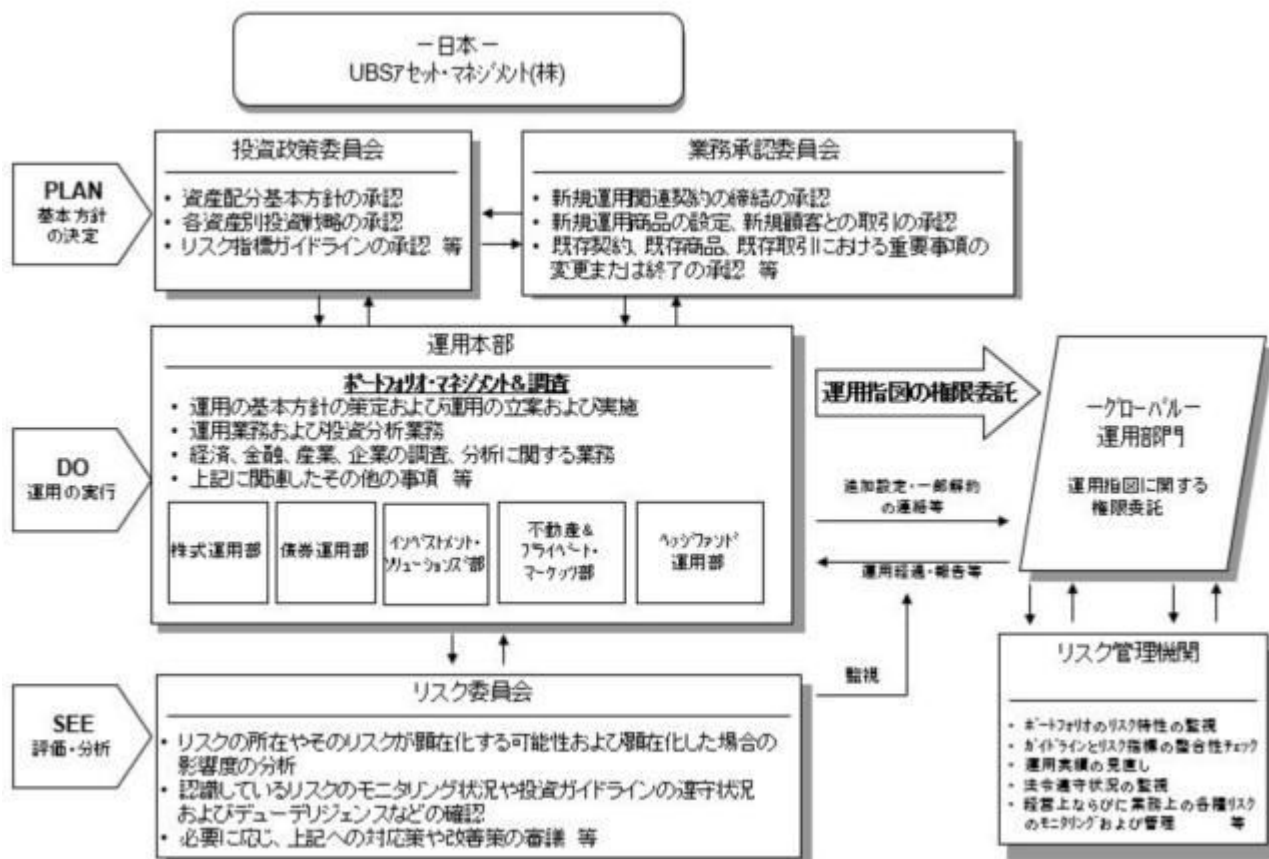 －日本－
UBSアセット・マネジメント(株)
PLAN
基本方針
の決定
投資政策委員会
• 資産配分基本方針の承認
• 各資産別投資戦略の承認
• リスク指標ガイドラインの承認 等
業務承認委員会
• 新規運用関連契約の締結の承認
• 新規運用商品の設定、新規顧客との取引の承認
• 既存契約、既存商品、既存取引における重要事項の
変更または終了の承認 等
DO
運用の実行
運用本部
ポートフォリオ・マネジメント&調査
• 運用の基本方針の策定および運用の立案および実施
• 運用業務および投資分析業務
• 経済、金融、産業、企業の調査、分析に関する業務
• 上記に関連したその他の事項 等
株式運用部
債券運用部
インベストメント・
ソリューションズ部
不動産&
プライベート・
マーケッツ部
ヘッジファンド
運用部
運用指図の権限委託
追加設定・一部解約
の連絡等
運用経過・報告等
－グローバル－
運用部門
運用指図に関する
権限委託
SEE
評価・分析
リスク委員会
• リスクの所在やそのリスクが顕在化する可能性および顕在化した場合の
影響度の分析
• 認識しているリスクのモニタリング状況や投資ガイドラインの遵守状況
およびデューデリジェンスなどの確認
• 必要に応じ、上記への対応策や改善策の審議 等
監視
リスク管理機関
• ポートフォリオのリスク特性の監視
• ガイドラインとリスク指標の整合性チェック
• 運用実績の見直し
• 法令遵守状況の監視
• 経営上ならびに業務上の各種リスク
のモニタリングおよび管理 等